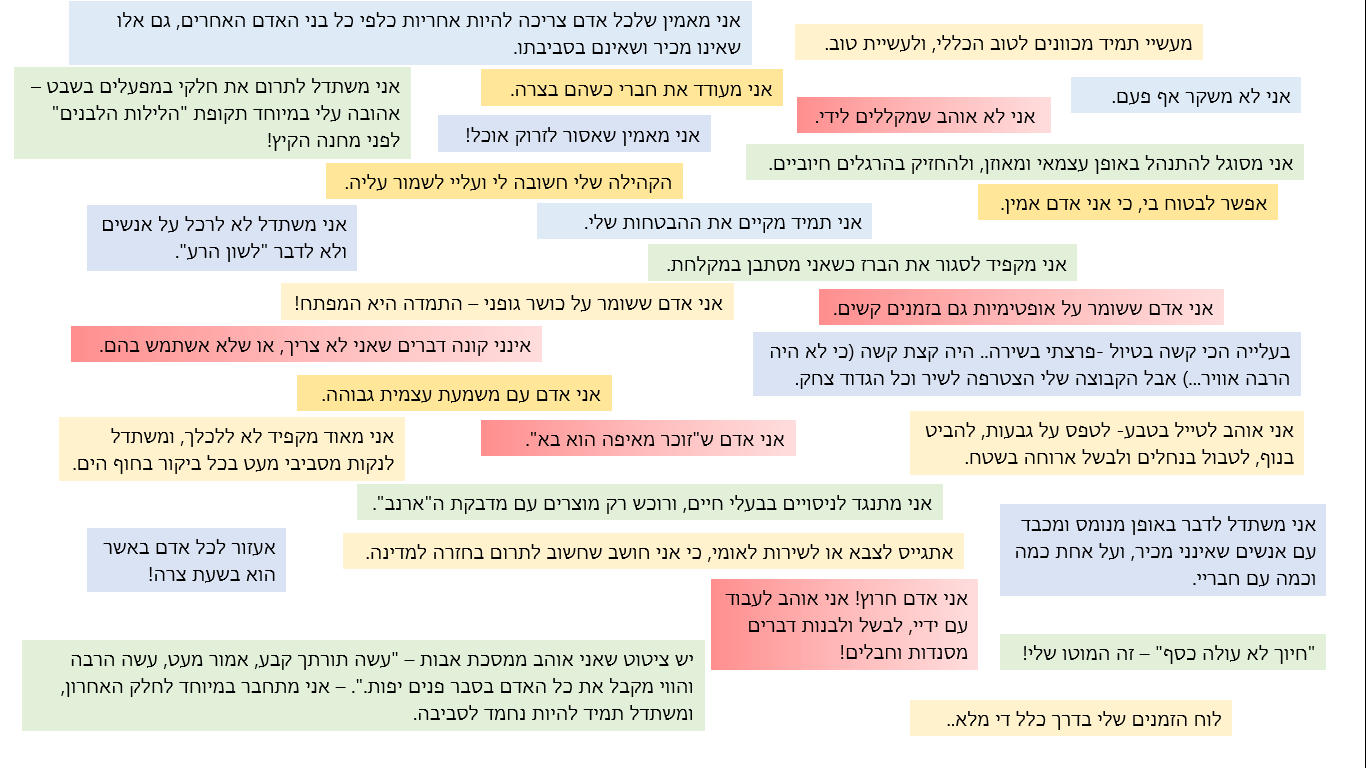 אני מאמין שלכל אדם צריכה להיות אחריות כלפי כל בני האדם האחרים, גם אלו
שאינו מכיר ושאינם בסביבתו.
מעשיי תמיד מכוונים לטוב הכללי, ולעשיית טוב.
אני לא משקר אף פעם.
אני מעודד את חברי כשהם בצרה.
אני משתדל לתרום את חלקי במפעלים בשבט –
אהובה עלי במיוחד תקופת "הלילות הלבנים"
לפני מחנה הקיץ!
אני לא אוהב שמקללים לידי.
אני מאמין שאסור לזרוק אוכל!
אני מסוגל להתנהל באופן עצמאי ומאוזן, ולהחזיק בהרגלים חיוביים.
הקהילה שלי חשובה לי ועליי לשמור עליה.
אפשר לבטוח בי, כי אני אדם אמין.
אני תמיד מקיים את ההבטחות שלי.
אני משתדל לא לרכל על אנשים
ולא לדבר "לשון הרע".
אני מקפיד לסגור את הברז כשאני מסתבן במקלחת.
אני אדם ששומר על אופטימיות גם בזמנים קשים.
אני אדם ששומר על כושר גופני – התמדה היא המפתח!
אינני קונה דברים שאני לא צריך, או שלא אשתמש בהם.
בעלייה הכי קשה בטיול -פרצתי בשירה.. היה קצת קשה (כי לא היה
הרבה אוויר...) אבל הקבוצה שלי הצטרפה לשיר וכל הגדוד צחק.
אני אדם עם משמעת עצמית גבוהה.
אני אוהב לטייל בטבע- לטפס על גבעות, להביט
בנוף, לטבול בנחלים ולבשל ארוחה בשטח.
אני אדם ש"זוכר מאיפה הוא בא".
אני מאוד מקפיד לא ללכלך, ומשתדל
לנקות מסביבי מעט בכל ביקור בחוף הים.
אני מתנגד לניסויים בבעלי חיים, ורוכש רק מוצרים עם מדבקת ה"ארנב".
אני משתדל לדבר באופן מנומס ומכבד
עם אנשים שאינני מכיר, ועל אחת כמה
וכמה עם חבריי.
אתגייס לצבא או לשירות לאומי, כי אני חושב שחשוב לתרום בחזרה למדינה.
אעזור לכל אדם באשר
הוא בשעת צרה!
אני אדם חרוץ! אני אוהב לעבוד
עם ידיי, לבשל ולבנות דברים
מסנדות וחבלים!
"חיוך לא עולה כסף" – זה המוטו שלי!
יש ציטוט שאני אוהב ממסכת אבות – "עשה תורתך קבע, אמור מעט, עשה הרבה
והווי מקבל את כל האדם בסבר פנים יפות.". – אני מתחבר במיוחד לחלק האחרון,
ומשתדל תמיד להיות נחמד לסביבה.
לוח הזמנים שלי בדרך כלל די מלא..